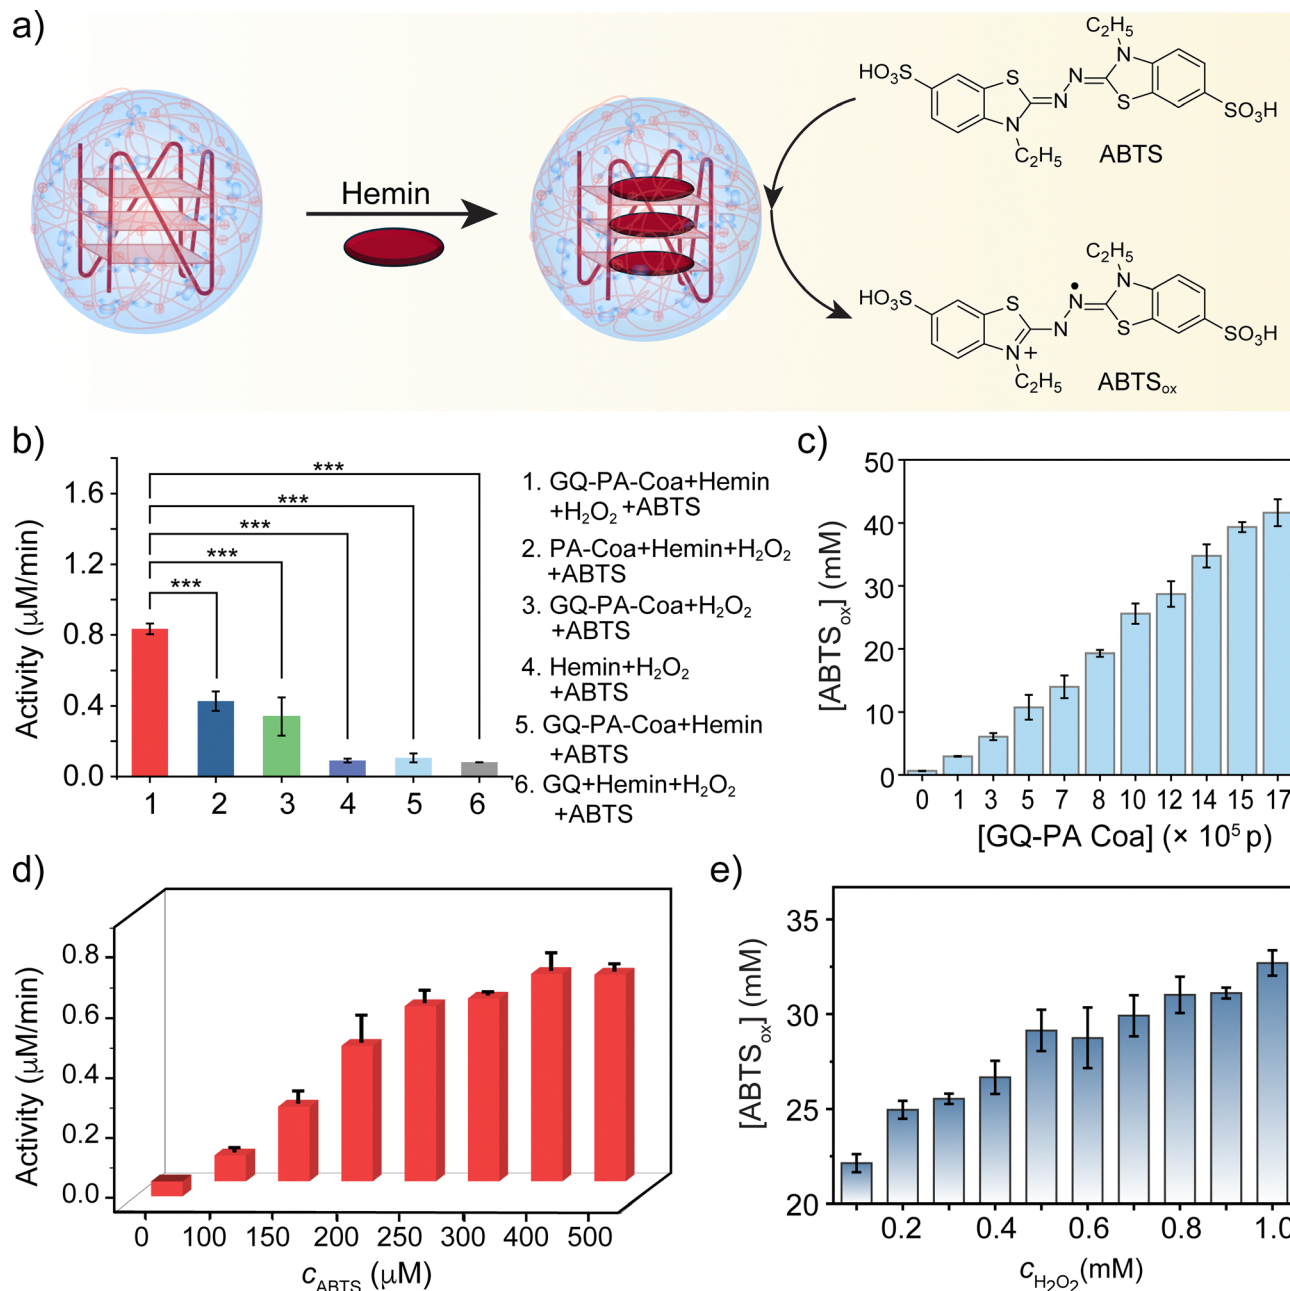 a)
Hemin
C₂H₅
HO₃S
S
N
N
N
S
SO₃H
N
C₂H₅
ABTS
C₂H₅
HO₃S
S
N
N
N
S
SO₃H
N
+
C₂H₅
ABTSox
b)
Activity (μM/min)
1.6
1.2
0.8
0.4
0.0
***
***
***
***
***
1 2 3 4 5 6
1. GQ-PA-Coa+Hemin
+H₂O₂ +ABTS
2. PA-Coa+Hemin+H₂O₂
+ABTS
3. GQ-PA-Coa+H₂O₂
+ABTS
4. Hemin+H₂O₂
+ABTS
5. GQ-PA-Coa+Hemin
+ABTS
6. GQ+Hemin+H₂O₂
+ABTS
c)
[ABTSox] (mM)
50
40
30
20
10
0
0 1 3 5 7 8 10 12 14 15 17
[GQ-PA Coa] (× 10⁵ p)
d)
Activity (μM/min)
0.8
0.6
0.4
0.2
0.0
0 100 150 200 250 300 400 500
cABTS (μM)
e)
[ABTSox] (mM)
35
30
25
20
0.2 0.4 0.6 0.8 1.0
cH₂O₂(mM)